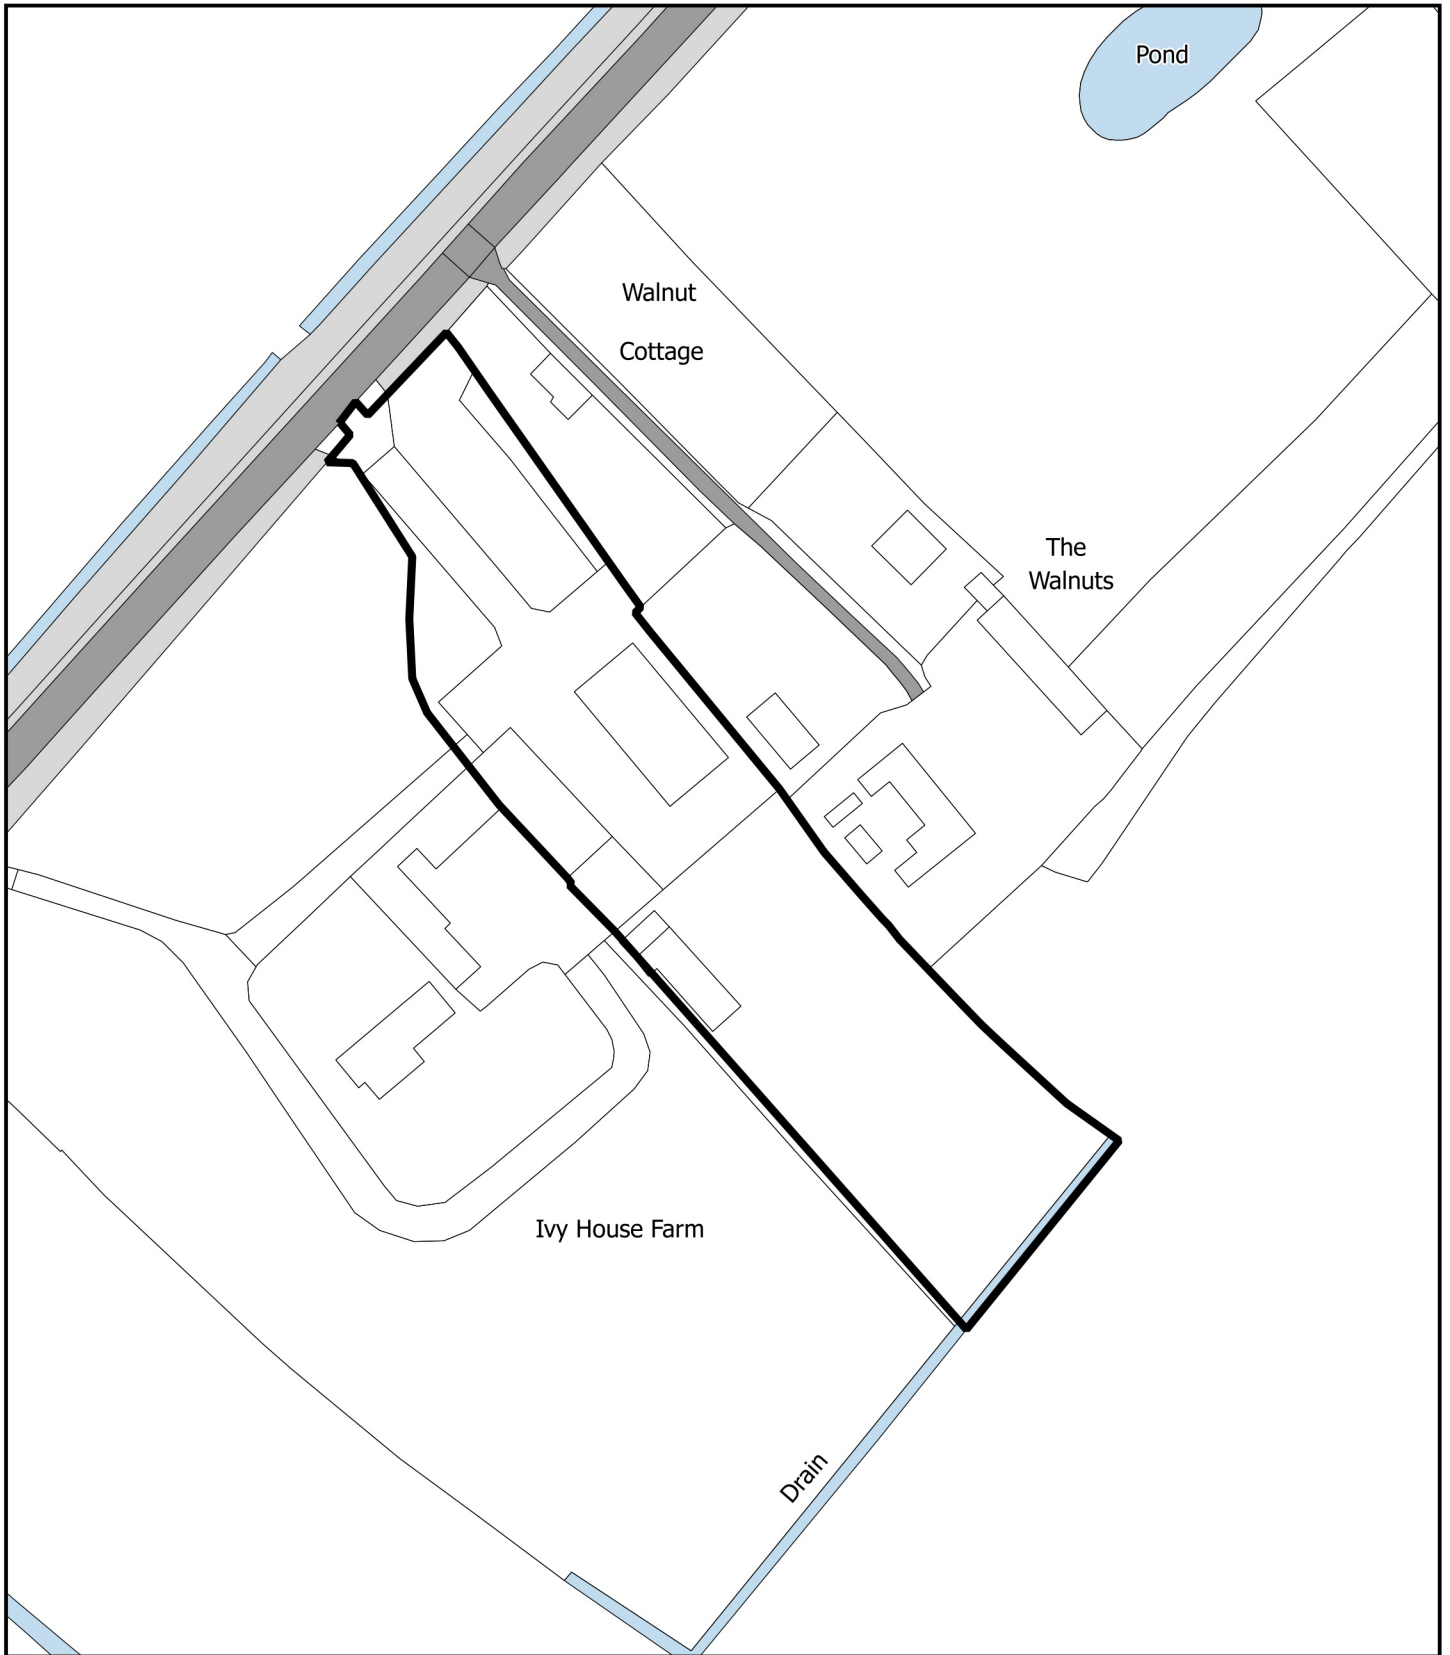 Pond
Walnut
Cottage
The
Walnuts
Ivy House Farm
Drain